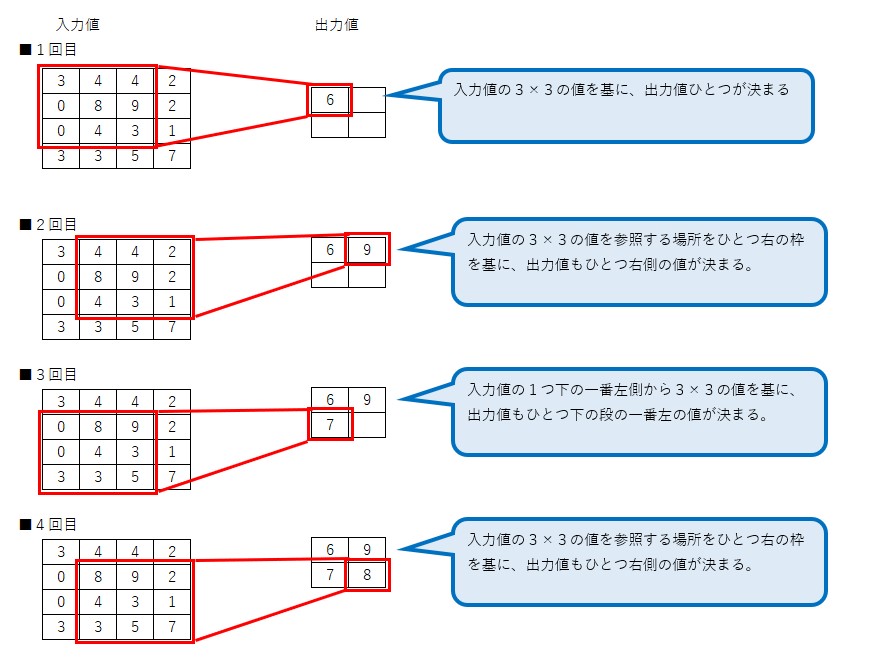 入力値 出力値
■１回目
3 4 4 2
0 8 9 2
0 4 3 1
3 3 5 7
6
入力値の３×３の値を基に、出力値ひとつが決まる
■２回目
3 4 4 2
0 8 9 2
0 4 3 1
3 3 5 7
6 9
入力値の３×３の値を参照する場所をひとつ右の枠
を基に、出力値もひとつ右側の値が決まる。
■３回目
3 4 4 2
0 8 9 2
0 4 3 1
3 3 5 7
6 9
7
入力値の１つ下の一番左側から３×３の値を基に、
出力値もひとつ下の段の一番左の値が決まる。
■４回目
3 4 4 2
0 8 9 2
0 4 3 1
3 3 5 7
6 9
7 8
入力値の３×３の値を参照する場所をひとつ右の枠
を基に、出力値もひとつ右側の値が決まる。